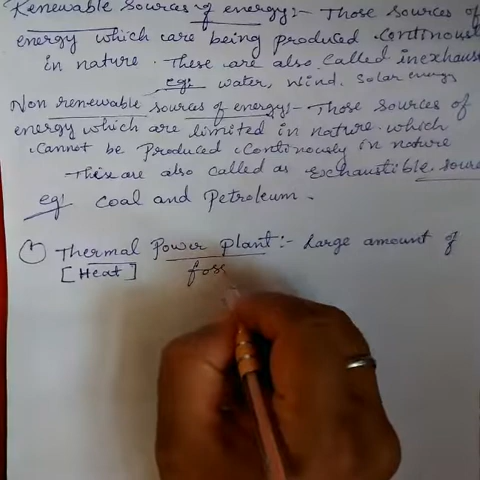 Renewable Sources of energy:- Those Sources of
energy which are being produced continous
in nature. These are also called inexhaus
eg: water, wind. Solar energy
Non renewable sources of energy:- Those Sources of
energy which are limited in nature. which
cannot be Produced continously in nature
- These are also called as exhaustible sour
eg: coal and Petroleum.
① Thermal Power Plant:- Large amount of
[Heat] foss